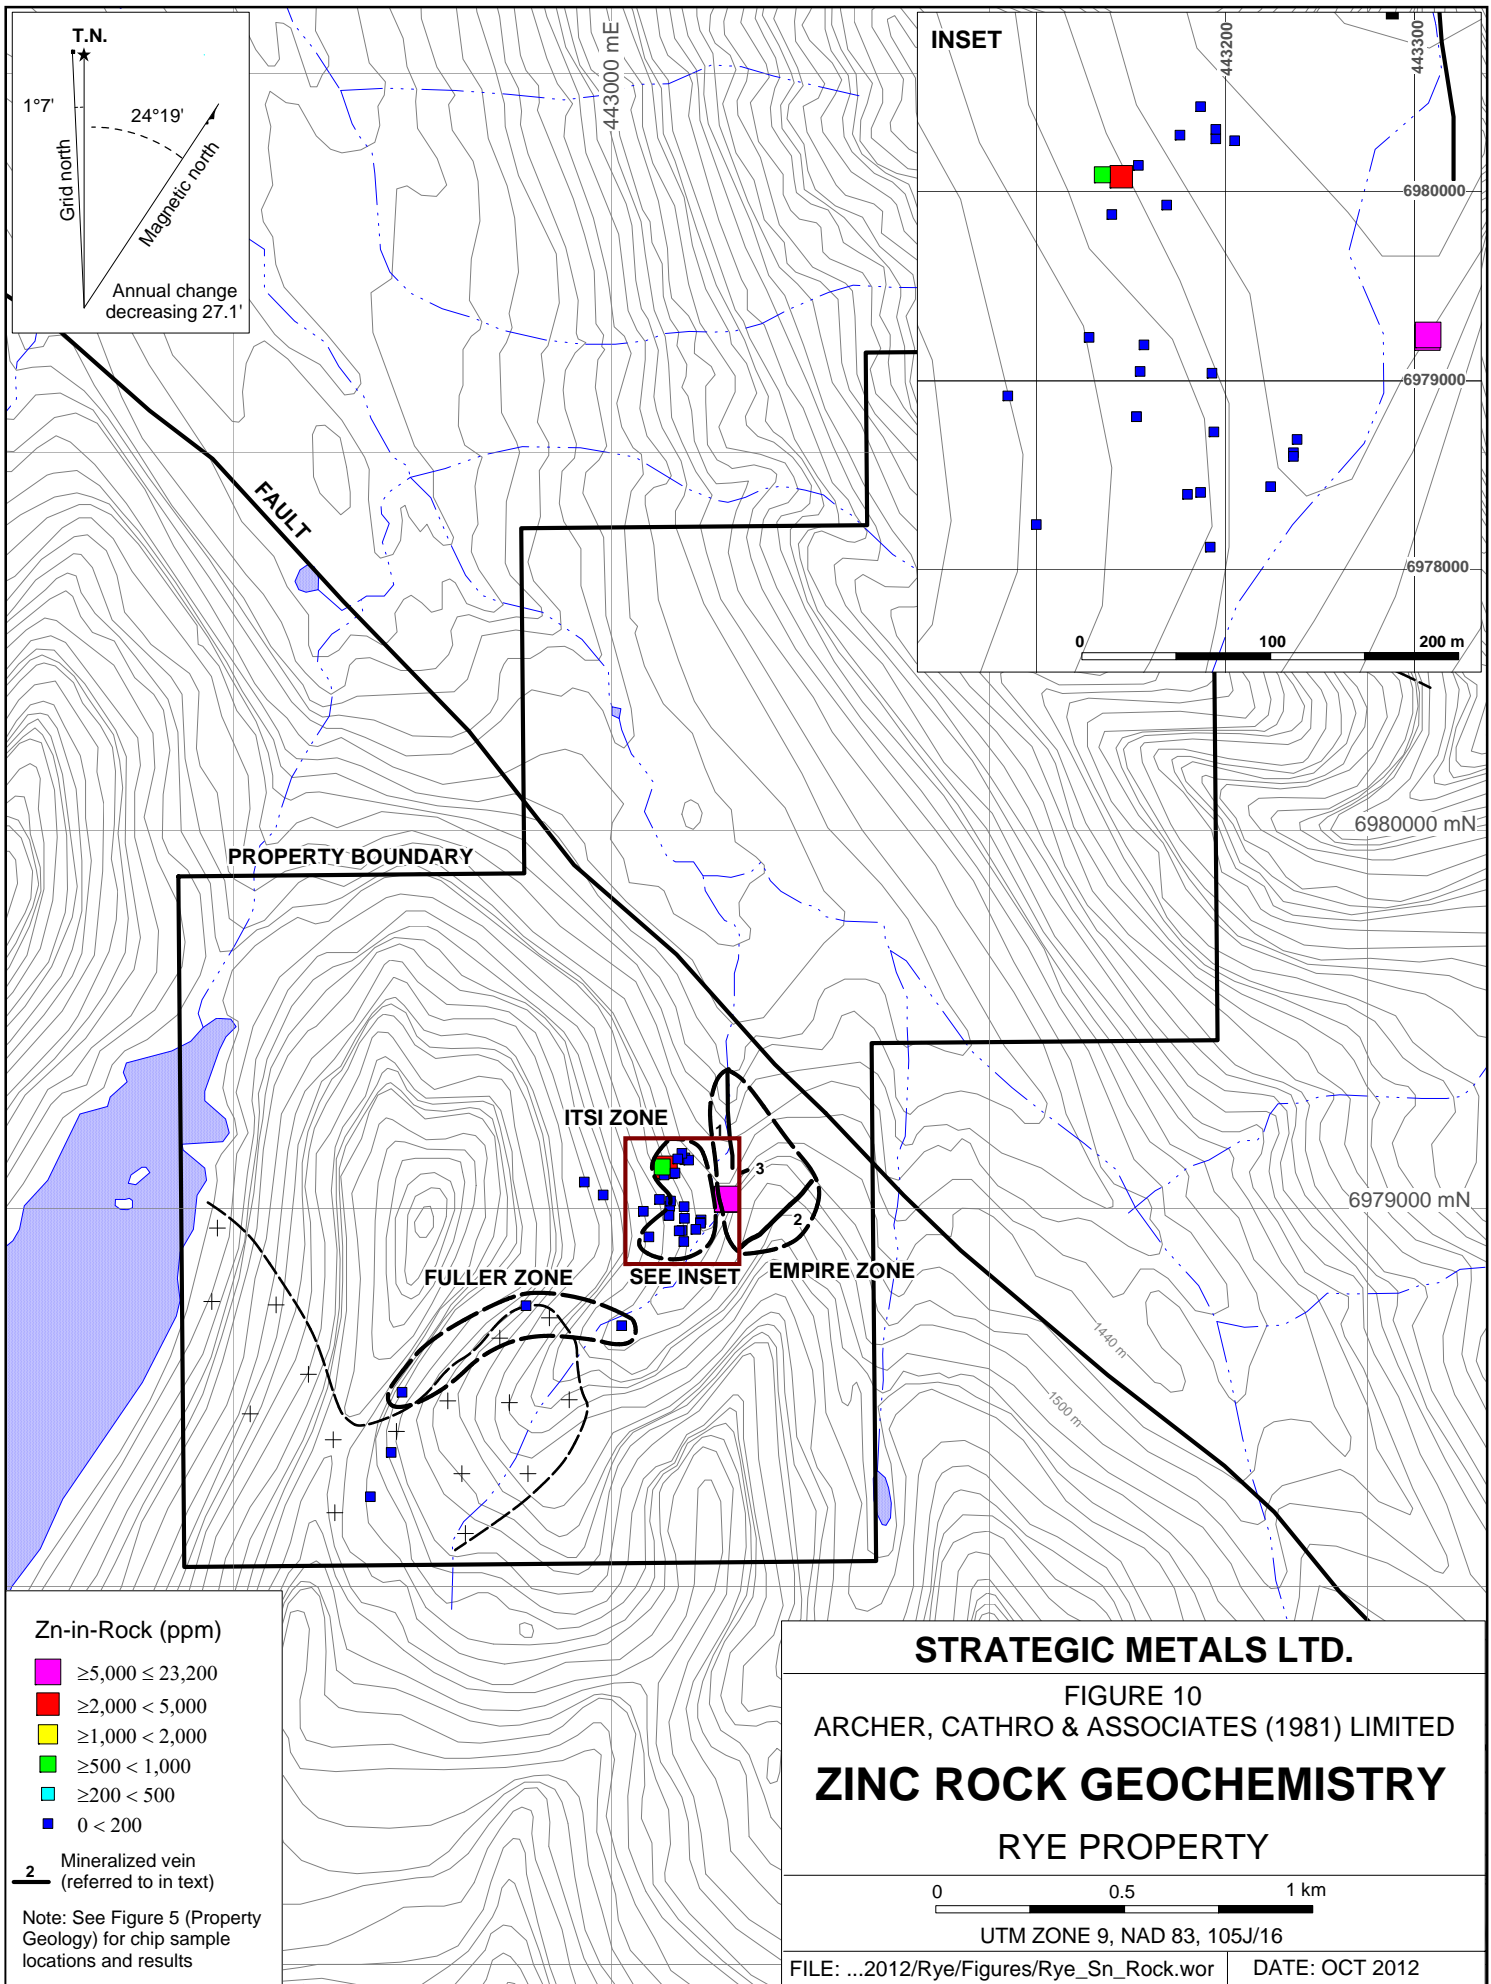 T.N.
1°7'
24°19'
Grid north
Magnetic north
Annual change
decreasing 27.1'
443000 mE
INSET
443200
443300
6980000
6979000
6978000
0 100 200 m
FAULT
PROPERTY BOUNDARY
6980000 mN
ITSI ZONE
1
3
2
6979000 mN
FULLER ZONE
SEE INSET
EMPIRE ZONE
1440 m
1500 m
Zn-in-Rock (ppm)
≥5,000 ≤ 23,200
≥2,000 < 5,000
≥1,000 < 2,000
≥500 < 1,000
≥200 < 500
0 < 200
2 Mineralized vein
(referred to in text)
Note: See Figure 5 (Property
Geology) for chip sample
locations and results
STRATEGIC METALS LTD.
FIGURE 10
ARCHER, CATHRO & ASSOCIATES (1981) LIMITED
ZINC ROCK GEOCHEMISTRY
RYE PROPERTY
0 0.5 1 km
UTM ZONE 9, NAD 83, 105J/16
FILE: ...2012/Rye/Figures/Rye_Sn_Rock.wor DATE: OCT 2012